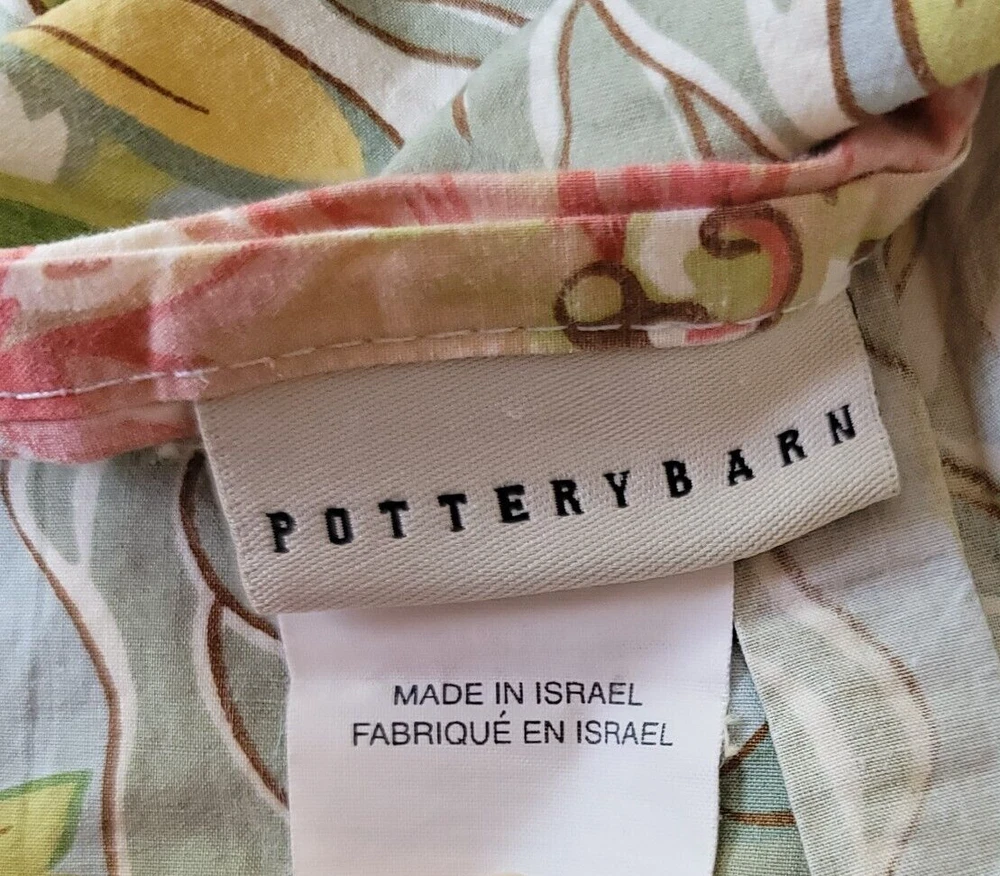 POTTERYBARN
MADE IN ISRAEL
FABRIQUÉ EN ISRAEL